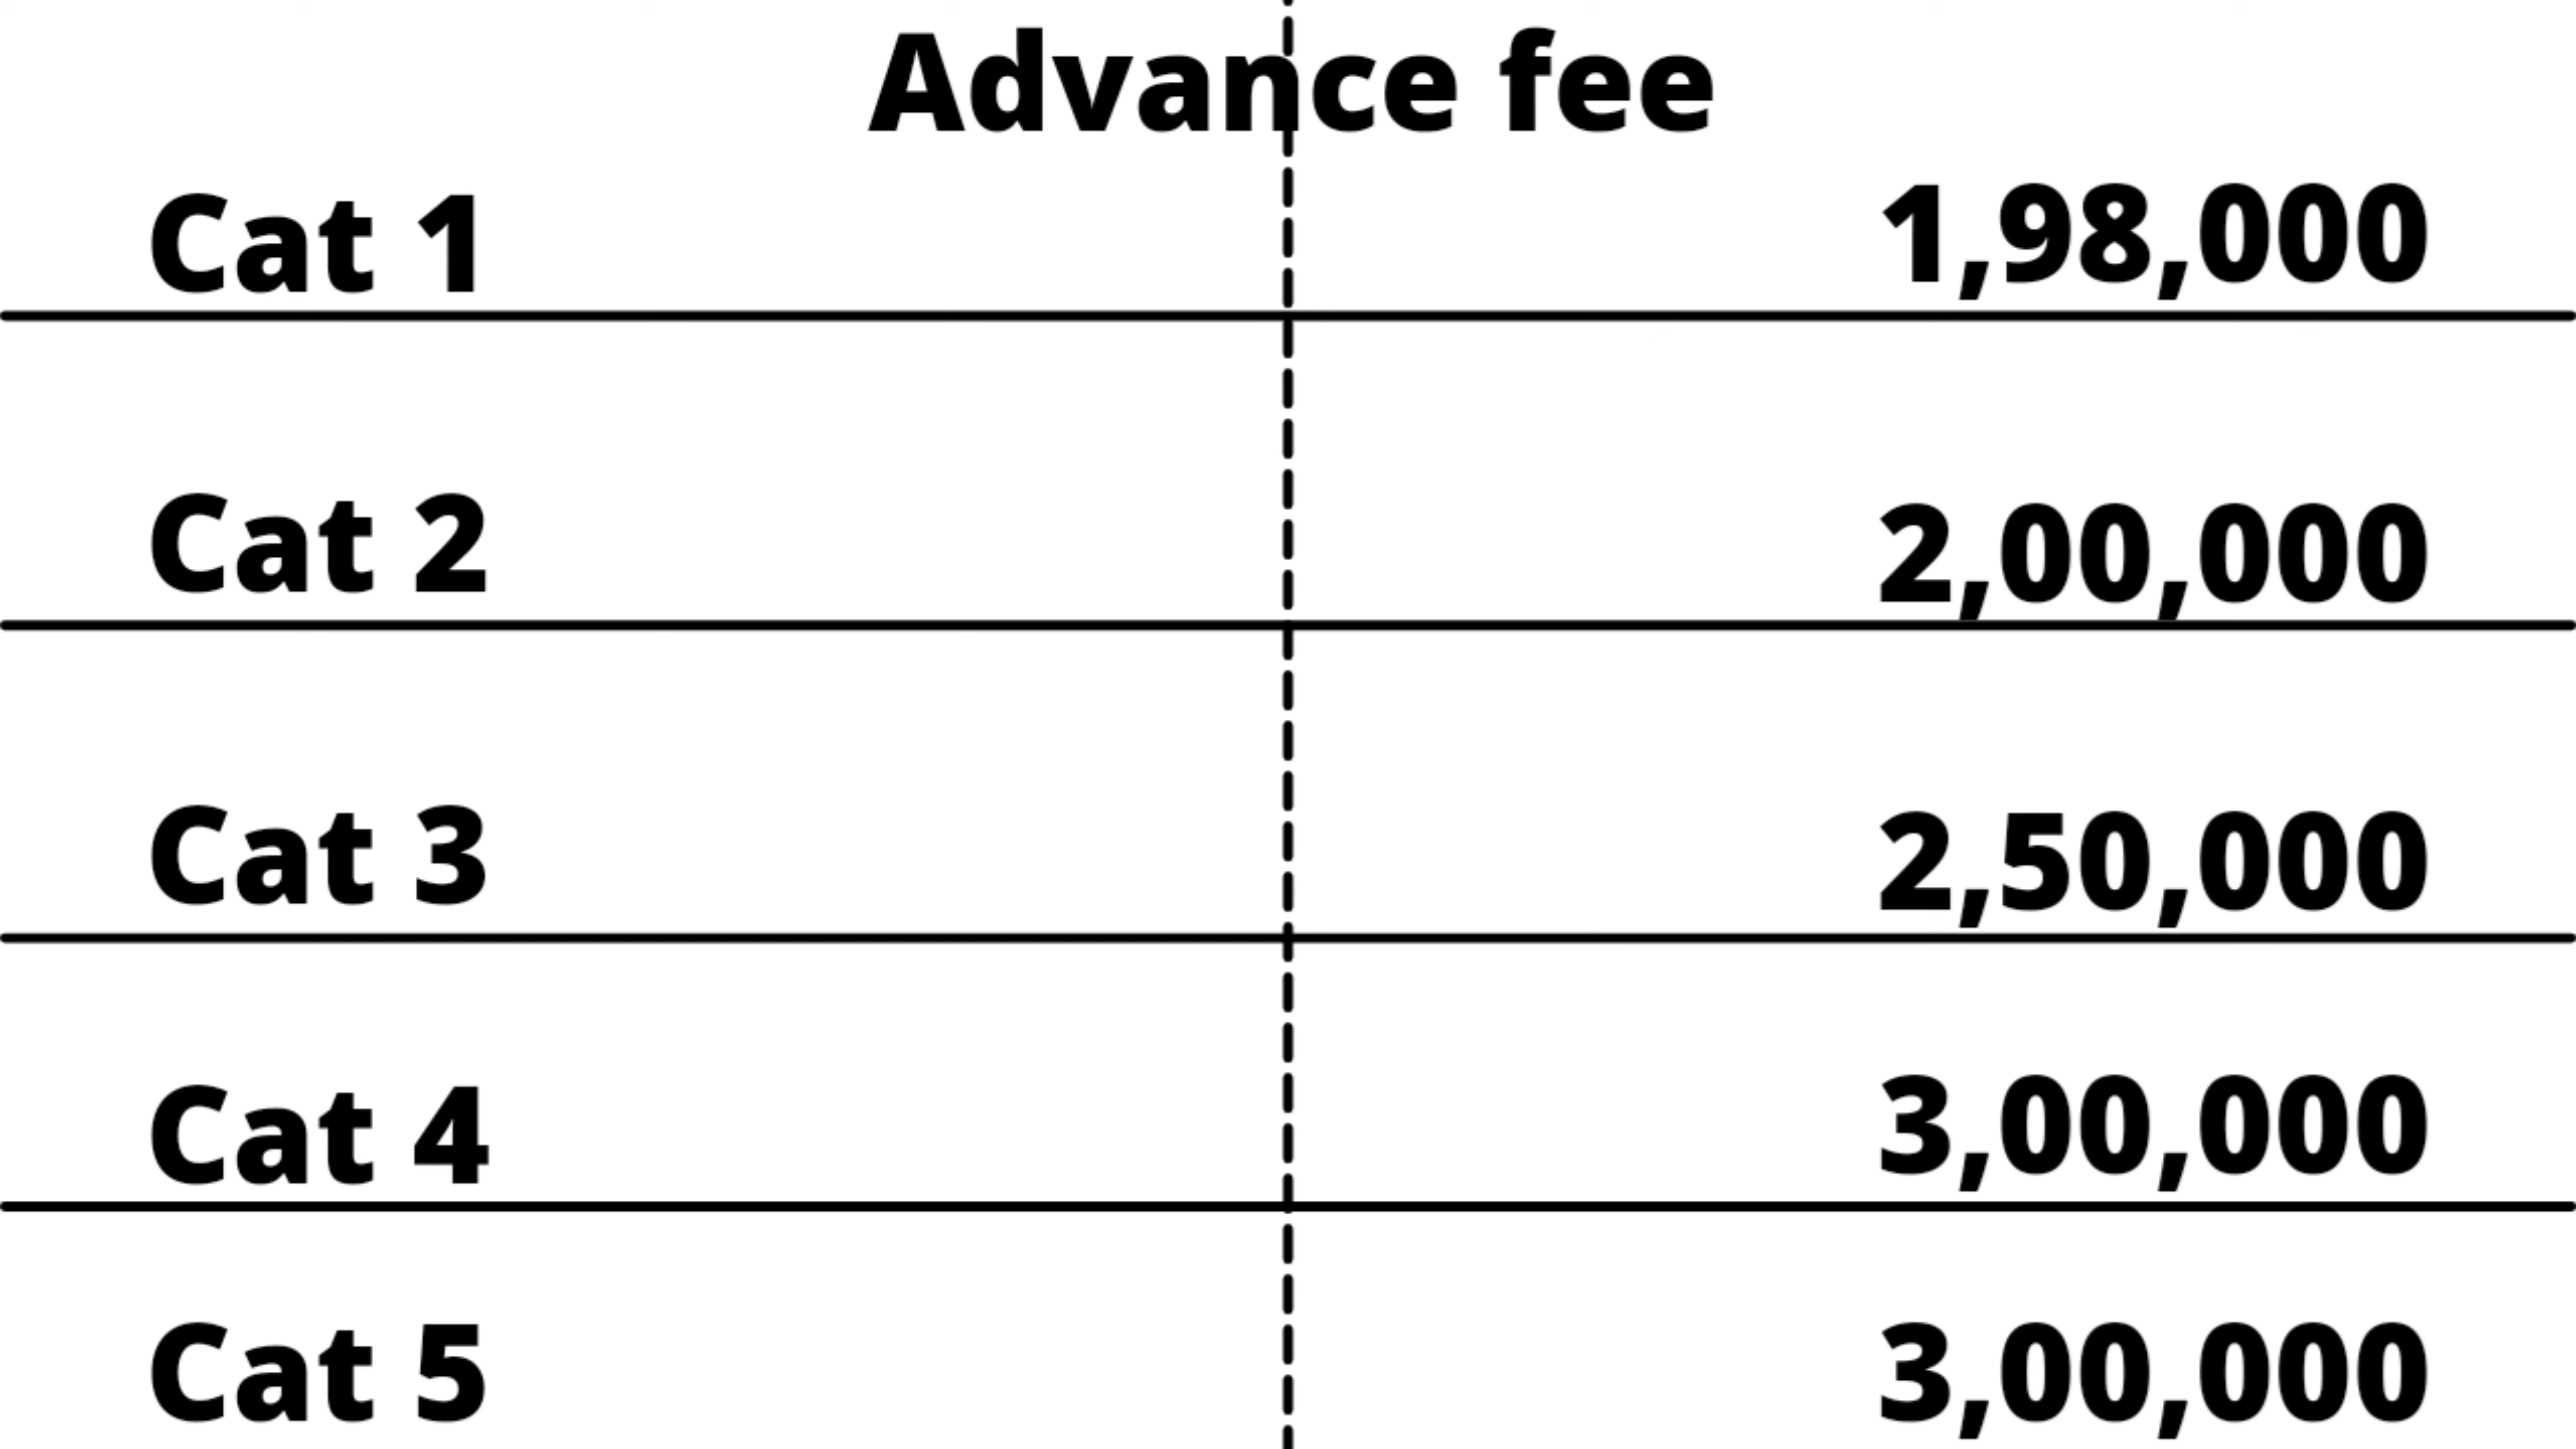 Advance fee
Cat 1 1,98,000
Cat 2 2,00,000
Cat 3 2,50,000
Cat 4 3,00,000
Cat 5 3,00,000